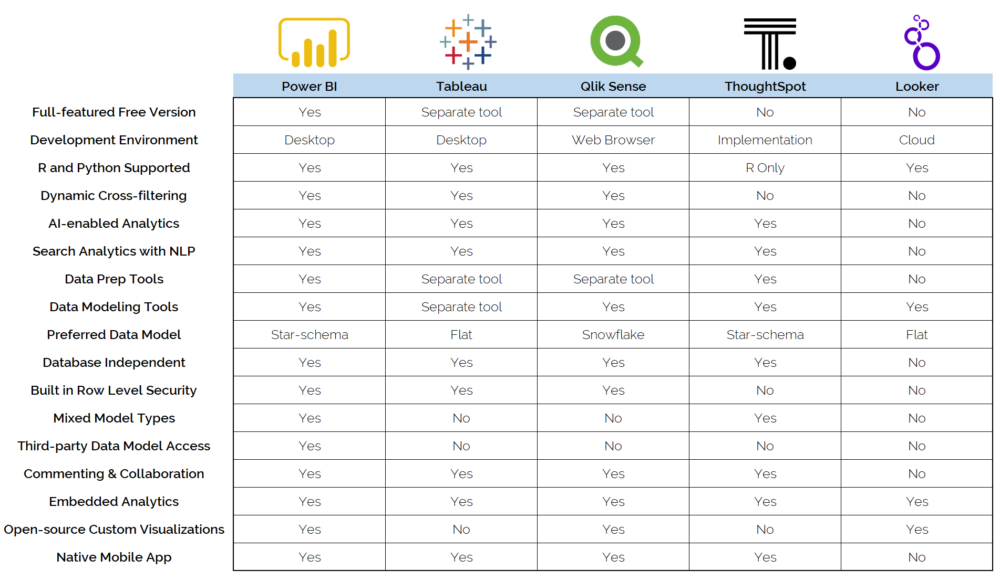 Power BI Tableau Qlik Sense ThoughtSpot Looker
Full-featured Free Version Yes Separate tool Separate tool No No
Development Environment Desktop Desktop Web Browser Implementation Cloud
R and Python Supported Yes Yes Yes R Only Yes
Dynamic Cross-filtering Yes Yes Yes No No
AI-enabled Analytics Yes Yes Yes Yes No
Search Analytics with NLP Yes Yes Yes Yes No
Data Prep Tools Yes Separate tool Separate tool Yes No
Data Modeling Tools Yes Separate tool Yes Yes Yes
Preferred Data Model Star-schema Flat Snowflake Star-schema Flat
Database Independent Yes Yes Yes Yes No
Built in Row Level Security Yes Yes Yes No No
Mixed Model Types Yes No No Yes No
Third-party Data Model Access Yes No No No No
Commenting & Collaboration Yes Yes Yes Yes No
Embedded Analytics Yes Yes Yes Yes Yes
Open-source Custom Visualizations Yes No Yes No Yes
Native Mobile App Yes Yes Yes Yes No